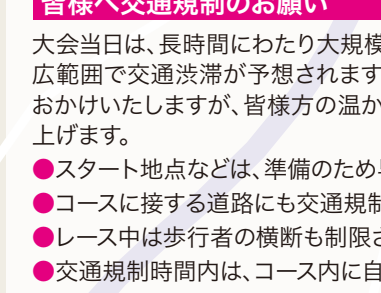 皆様へ交通規制のお願い
大会当日は、長時間にわたり大規模
広範囲で交通渋滞が予想されます
おかけいたしますが、皆様方の温か
上げます。
●スタート地点などは、準備のため
●コースに接する道路にも交通規制
●レース中は歩行者の横断も制限さ
●交通規制時間内は、コース内に自